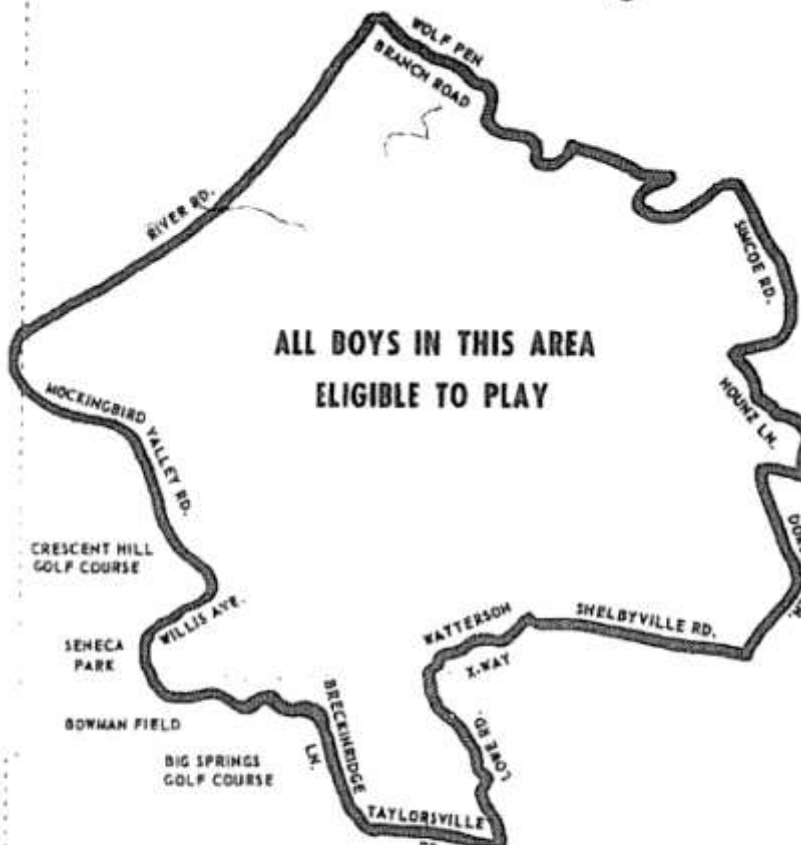 WOLF PEN
BRANCH ROAD
RIVER RD.
SIMCOE RD.
ALL BOYS IN THIS AREA
ELIGIBLE TO PLAY
HOUNZ LN.
MOCKINGBIRD VALLEY RD.
CRESCENT HILL
GOLF COURSE
WILLIS AVE.
WATTERSON
X-WAY
SHELBYVILLE RD.
SENECA
PARK
BOWMAN FIELD
BRECKINRIDGE
LN.
LOWE RD.
BIG SPRINGS
GOLF COURSE
TAYLORSVILLE